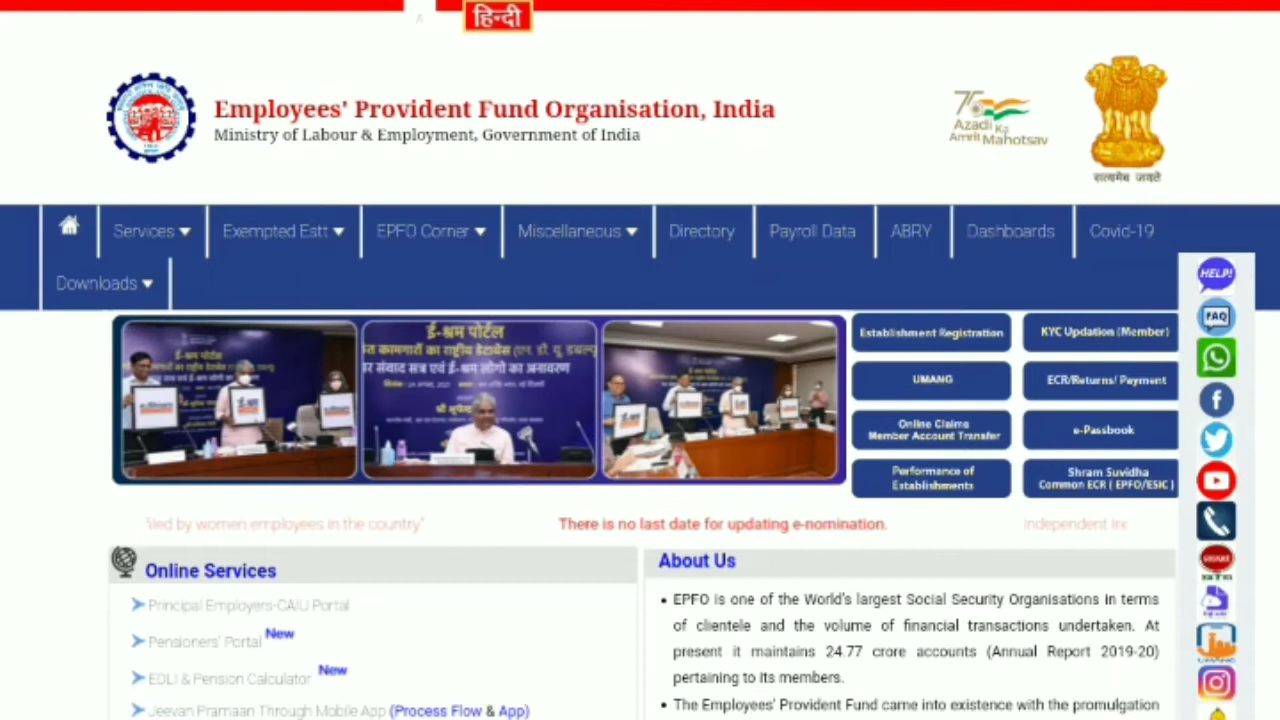 हिन्दी
Employees' Provident Fund Organisation, India
Ministry of Labour & Employment, Government of India
75
Azadi Ka
Amrit Mahotsav
सत्यमेव जयते
Services
Exempted Estt
EPFO Corner
Miscellaneous
Directory
Payroll Data
ABRY
Dashboards
Covid-19
Downloads
HELP!
FAQ
ई-श्रम पोर्टल
ई-श्रम पोर्टल
ई-श्रम पोर्टल
Establishment Registration
KYC Updation (Member)
UMANG
ECR/Returns/ Payment
Online Claims
Member Account Transfer
e-Passbook
Performance of
Establishments
Shram Suvidha
Common ECR ( EPFO/ESIC )
led by women employees in the country"
There is no last date for updating e-nomination.
independent
Online Services
Principal Employers-CAIU Portal
Pensioners' Portal New
EDLI & Pension Calculator New
Jeevan Pramaan Through Mobile App (Process Flow & App)
About Us
• EPFO is one of the World's largest Social Security Organisations in terms
of clientele and the volume of financial transactions undertaken. At
present it maintains 24.77 crore accounts (Annual Report 2019-20)
pertaining to its members.
• The Employees' Provident Fund came into existence with the promulgation